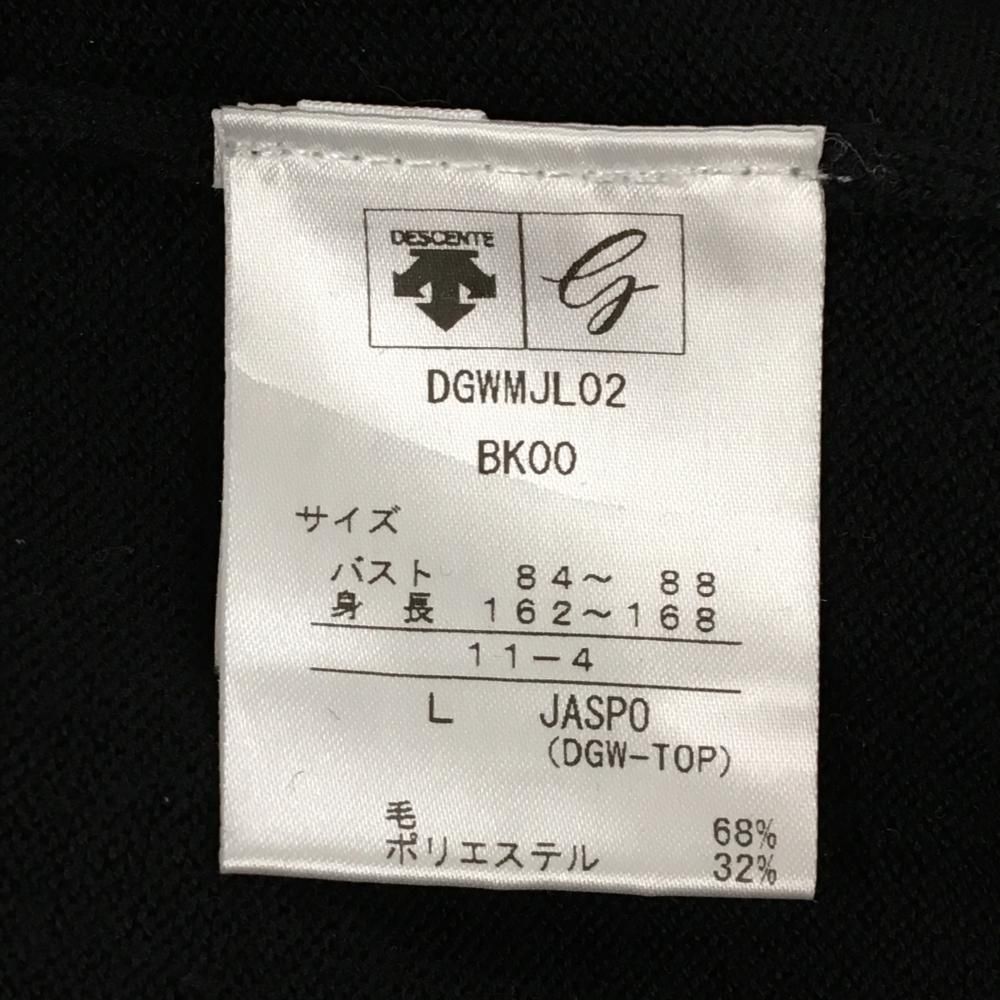 DESCENTE
G
DGWMJL02
BK00
サイズ
バスト 84～ 88
身 長 162～168
11-4
L JASPO
(DGW-TOP)
毛 68%
ポリエステル 32%